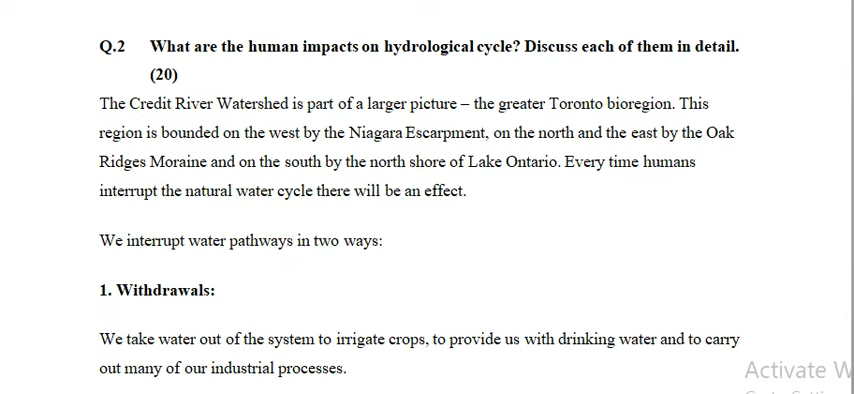 Q.2 What are the human impacts on hydrological cycle? Discuss each of them in detail.
(20)
The Credit River Watershed is part of a larger picture – the greater Toronto bioregion. This
region is bounded on the west by the Niagara Escarpment, on the north and the east by the Oak
Ridges Moraine and on the south by the north shore of Lake Ontario. Every time humans
interrupt the natural water cycle there will be an effect.
We interrupt water pathways in two ways:
1. Withdrawals:
We take water out of the system to irrigate crops, to provide us with drinking water and to carry
out many of our industrial processes.
Activate W